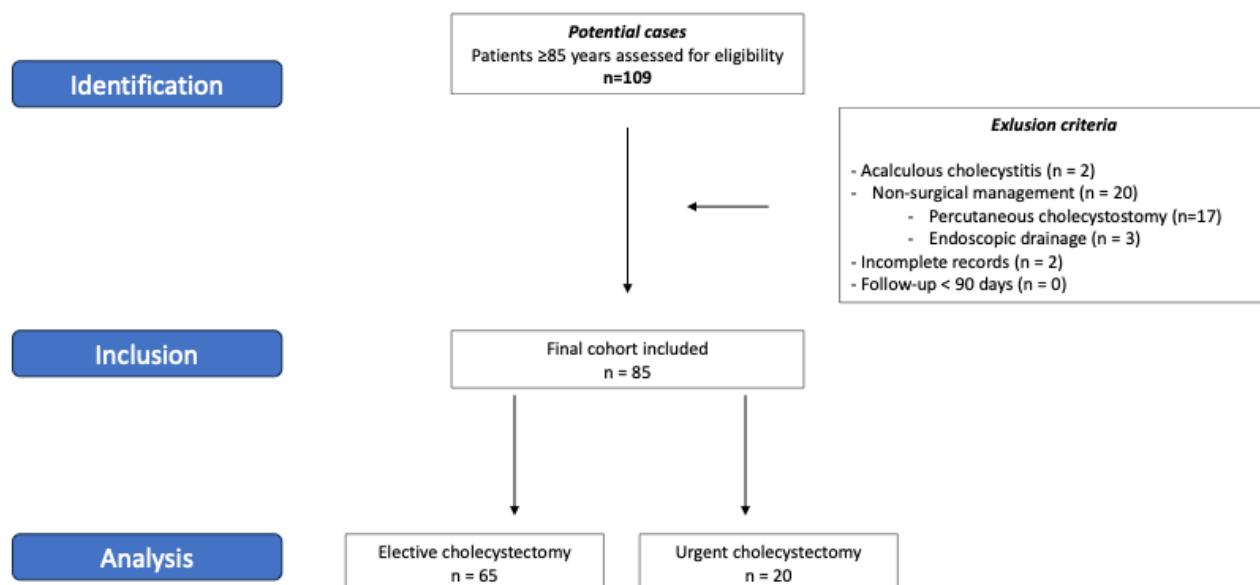 Potential cases
Patients ≥85 years assessed for eligibility
n=109
Identification
Exlusion criteria
- Acalculous cholecystitis (n = 2)
- Non-surgical management (n = 20)
- Percutaneous cholecystostomy (n=17)
- Endoscopic drainage (n = 3)
- Incomplete records (n = 2)
- Follow-up < 90 days (n = 0)
Inclusion
Final cohort included
n = 85
Analysis
Elective cholecystectomy
n = 65
Urgent cholecystectomy
n = 20